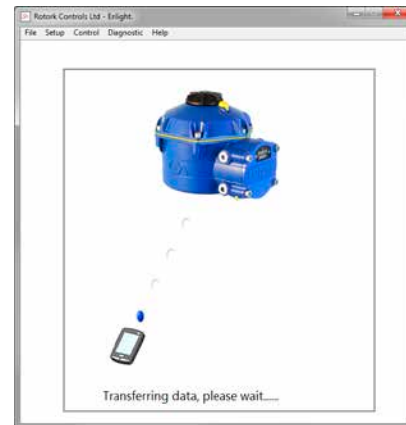 Rotork Controls Ltd - Enlight.
File Setup Control Diagnostic Help
Transferring data, please wait......